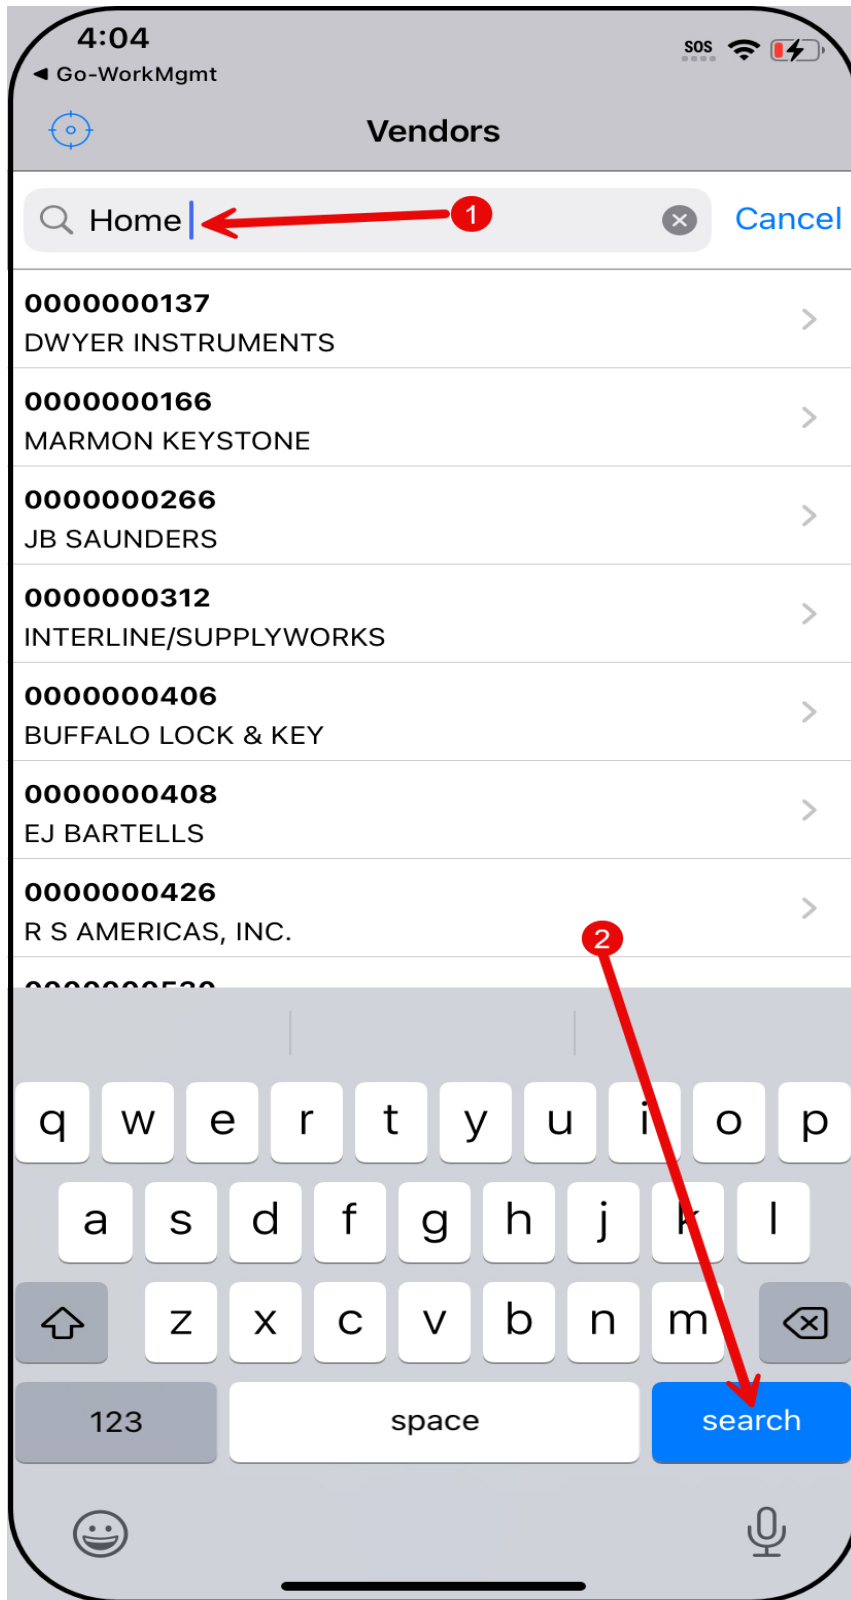 4:04
SOS
◀ Go-WorkMgmt
Vendors
Home
1
Cancel
0000000137
DWYER INSTRUMENTS
0000000166
MARMON KEYSTONE
0000000266
JB SAUNDERS
0000000312
INTERLINE/SUPPLYWORKS
0000000406
BUFFALO LOCK & KEY
0000000408
EJ BARTELLS
0000000426
R S AMERICAS, INC.
2
q w e r t y u i o p
a s d f g h j k l
z x c v b n m
123 space search